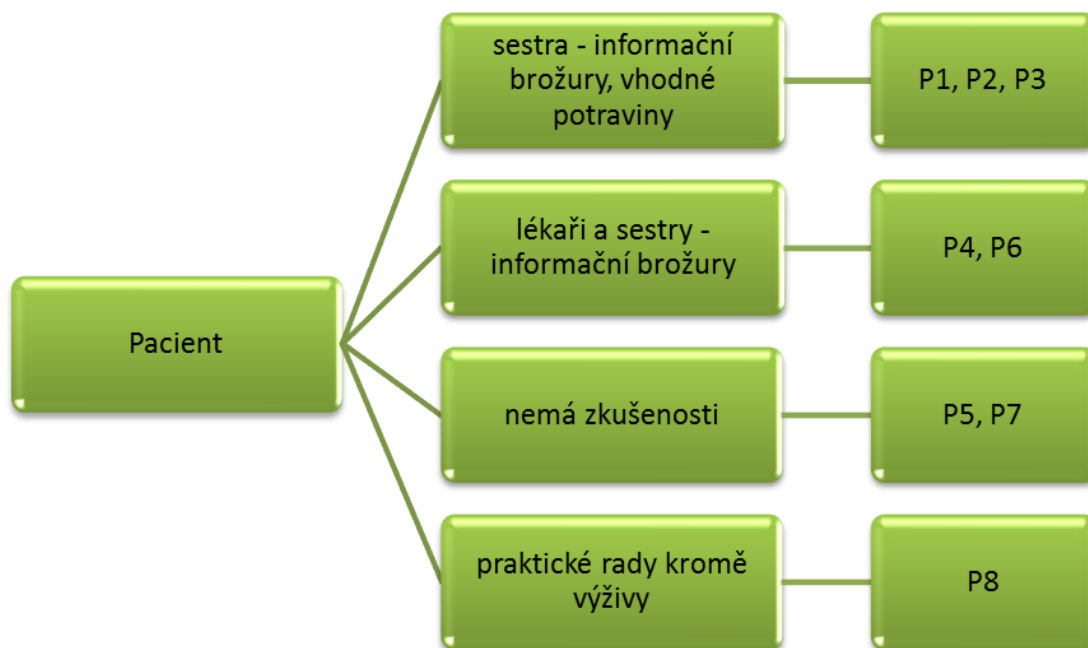 sestra - informační
brožury, vhodné
potraviny
P1, P2, P3
lékaři a sestry -
informační brožury
P4, P6
Pacient
nemá zkušenosti
P5, P7
praktické rady kromě
výživy
P8